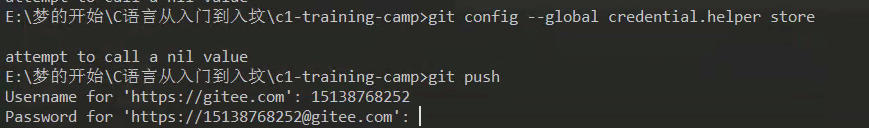 attempt to call a nil value
E:\梦的开始\C语言从入门到入坟\c1-training-camp>git config --global credential.helper store
attempt to call a nil value
E:\梦的开始\C语言从入门到入坟\c1-training-camp>git push
Username for 'https://gitee.com': 15138768252
Password for 'https://15138768252@gitee.com':